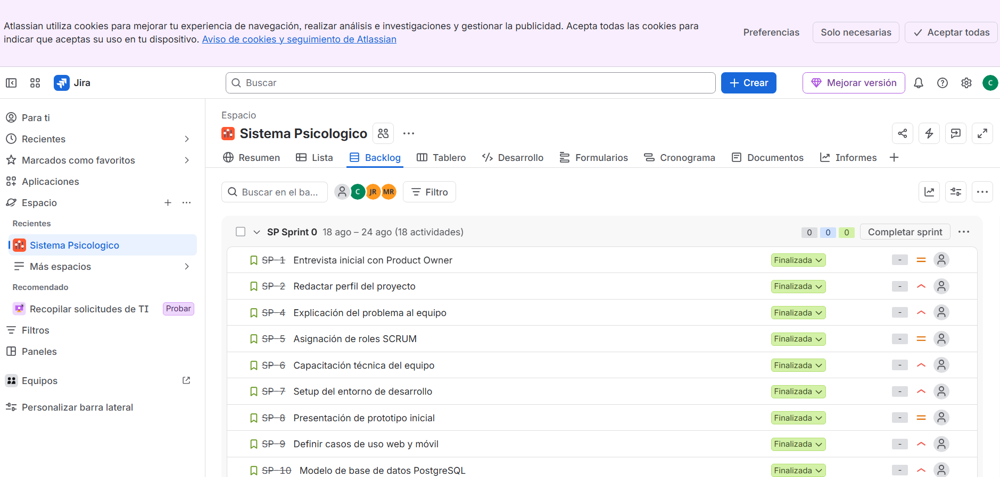 Atlassian utiliza cookies para mejorar tu experiencia de navegación, realizar análisis e investigaciones y gestionar la publicidad. Acepta todas las cookies para
indicar que aceptas su uso en tu dispositivo. Aviso de cookies y seguimiento de Atlassian
Preferencias
Solo necesarias
Aceptar todas
Jira
Buscar
Crear
Mejorar versión
C
Para ti
Recientes
Marcados como favoritos
Aplicaciones
Espacio
Recientes
Sistema Psicologico
Más espacios
Recomendado
Recopilar solicitudes de TI
Probar
Filtros
Paneles
Equipos
Personalizar barra lateral
Espacio
Sistema Psicologico
Resumen
Lista
Backlog
Tablero
Desarrollo
Formularios
Cronograma
Documentos
Informes
Buscar en el ba...
C
JR
MR
Filtro
SP Sprint 0 18 ago – 24 ago (18 actividades)
0 0 0
Completar sprint
SP-1 Entrevista inicial con Product Owner Finalizada -
SP-2 Redactar perfil del proyecto Finalizada -
SP-4 Explicación del problema al equipo Finalizada -
SP-5 Asignación de roles SCRUM Finalizada -
SP-6 Capacitación técnica del equipo Finalizada -
SP-7 Setup del entorno de desarrollo Finalizada -
SP-8 Presentación de prototipo inicial Finalizada -
SP-9 Definir casos de uso web y móvil Finalizada -
SP-10 Modelo de base de datos PostgreSQL Finalizada -